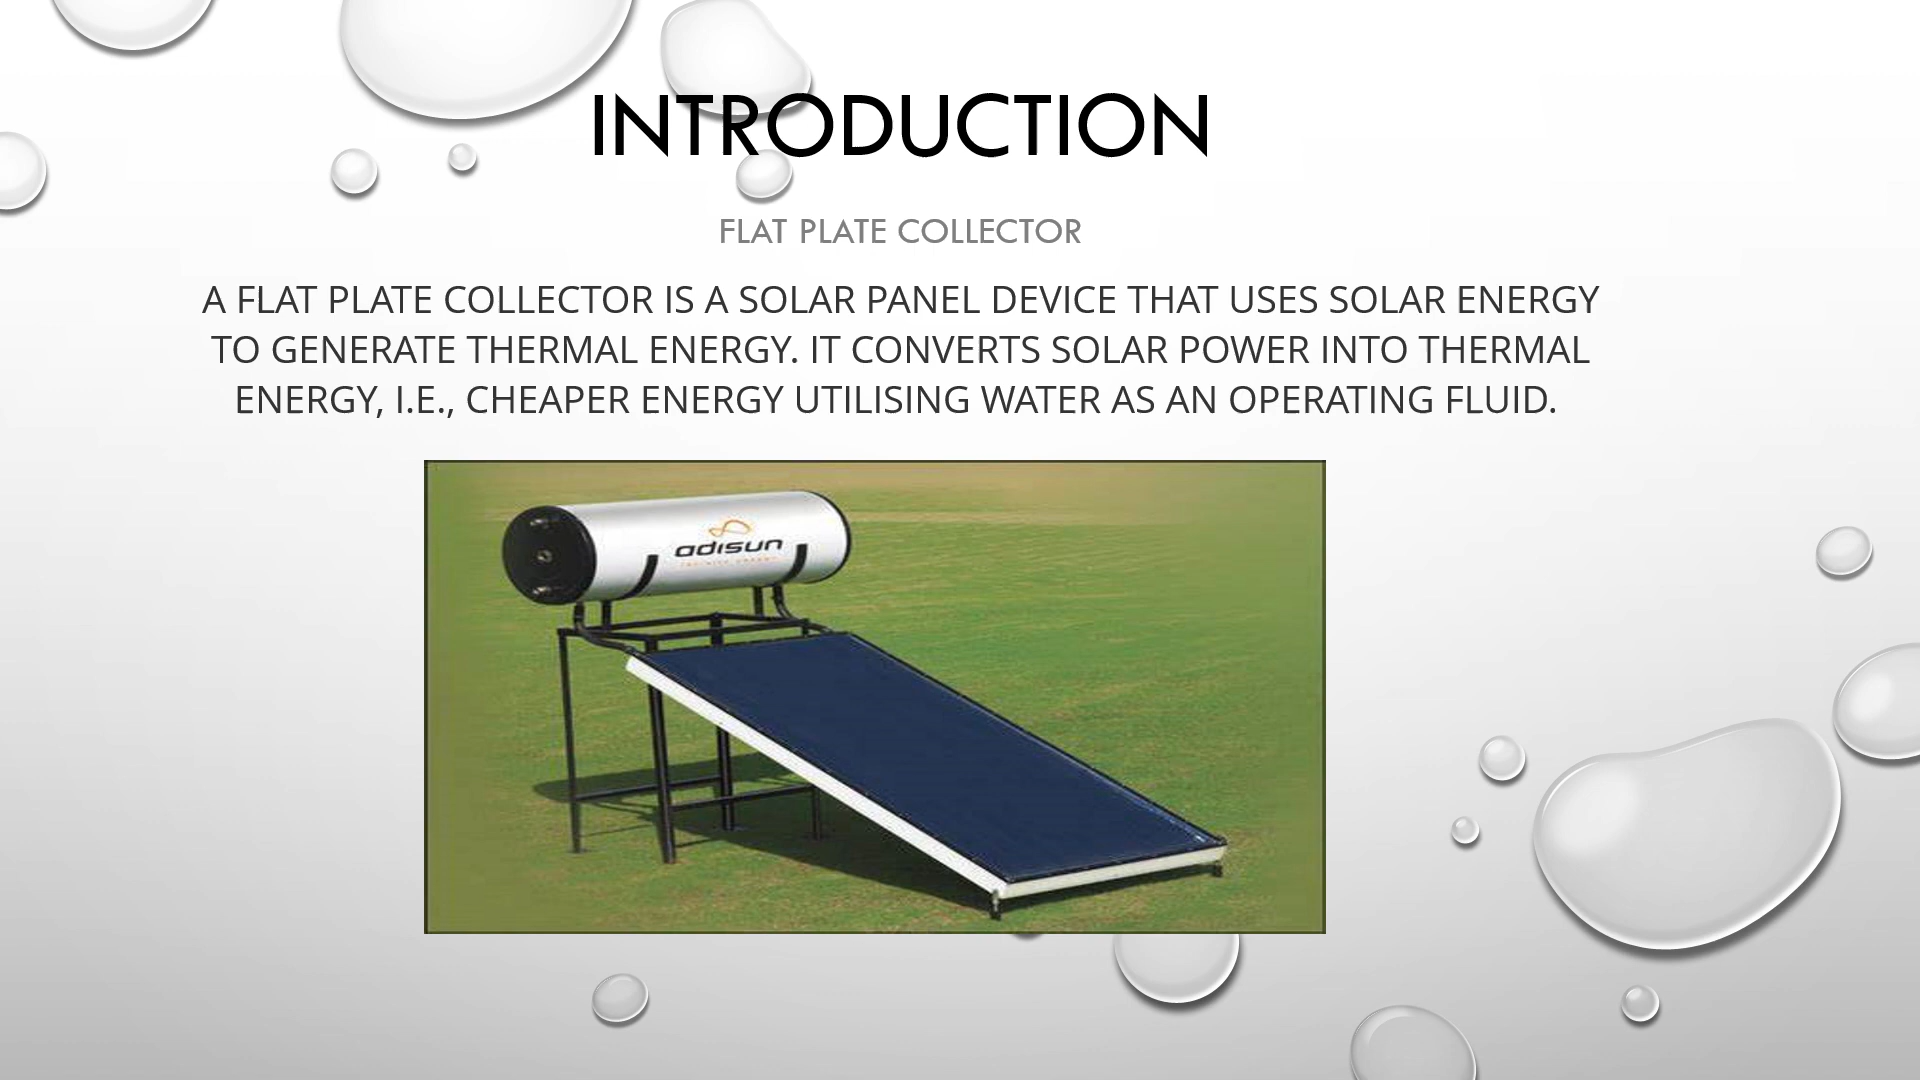 INTRODUCTION
FLAT PLATE COLLECTOR
A FLAT PLATE COLLECTOR IS A SOLAR PANEL DEVICE THAT USES SOLAR ENERGY
TO GENERATE THERMAL ENERGY. IT CONVERTS SOLAR POWER INTO THERMAL
ENERGY, I.E., CHEAPER ENERGY UTILISING WATER AS AN OPERATING FLUID.
adisun